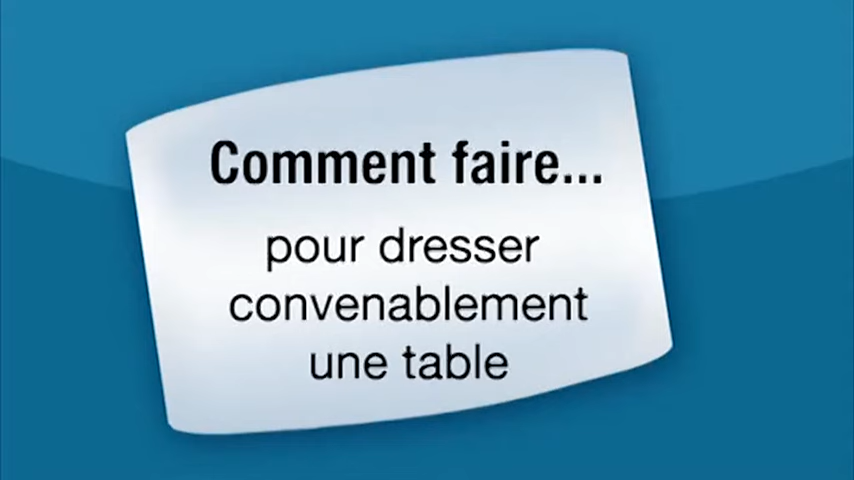 Comment faire...
pour dresser
convenablement
une table